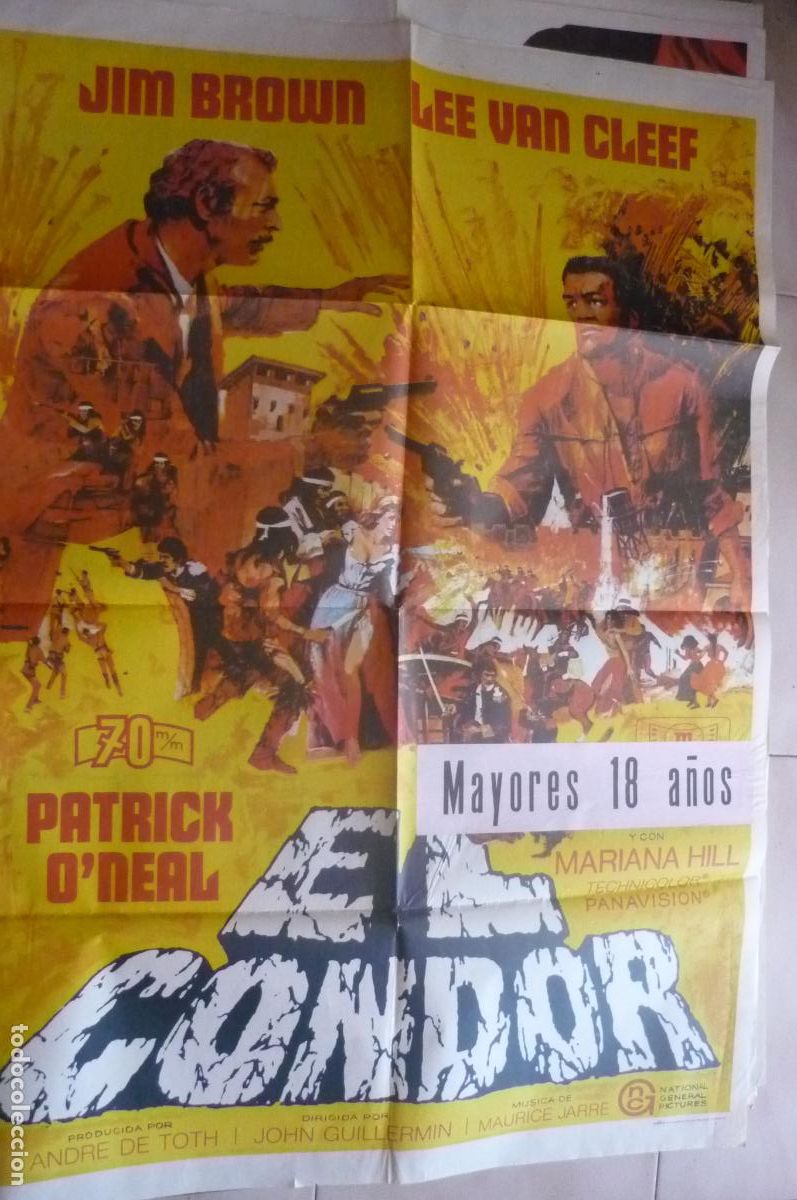 JIM BROWN
LEE VAN CLEEF
70 m/m
m
Mayores 18 años
PATRICK
O'NEAL
Y CON
MARIANA HILL
TECHNICOLOR®
PANAVISION®
EL
CONDOR
PRODUCIDA POR
ANDRE DE TOTH
DIRIGIDA POR
JOHN GUILLERMIN
MUSICA DE
MAURICE JARRE
NATIONAL
GENERAL
PICTURES
todocoleccion